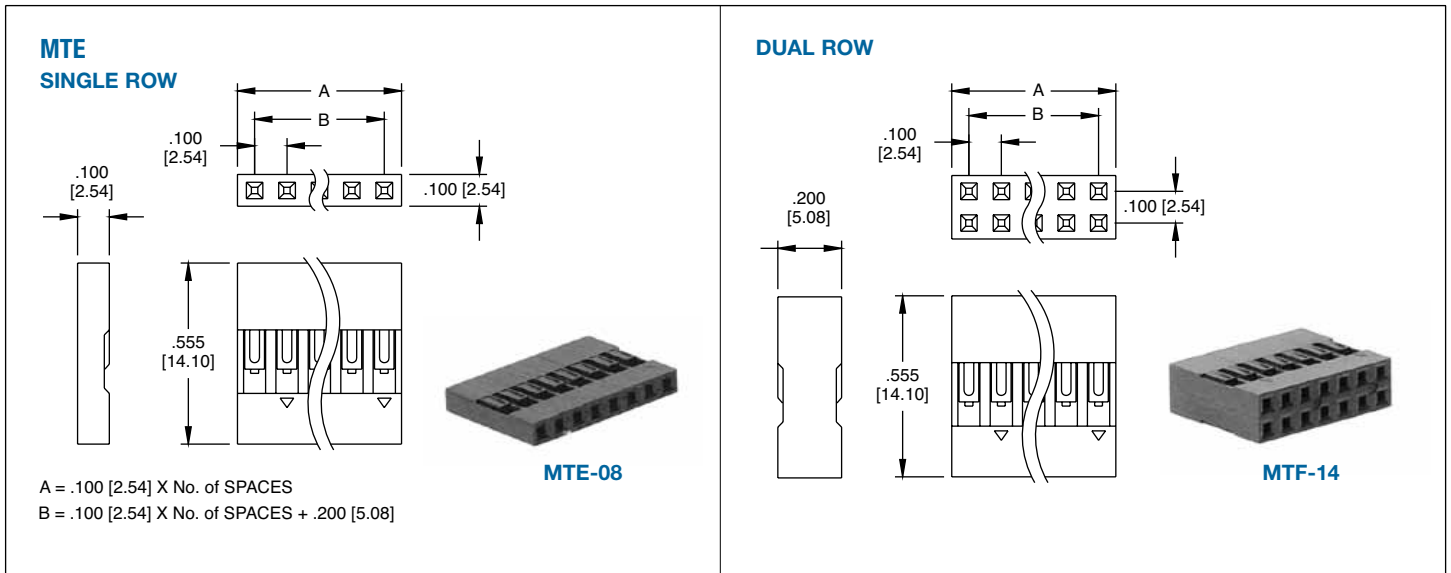 MTE
SINGLE ROW
A
B
.100
[2.54]
.100
[2.54]
.100 [2.54]
.555
[14.10]
MTE-08
A = .100 [2.54] X No. of SPACES
B = .100 [2.54] X No. of SPACES + .200 [5.08]
DUAL ROW
A
B
.100
[2.54]
.200
[5.08]
.100 [2.54]
.555
[14.10]
MTF-14